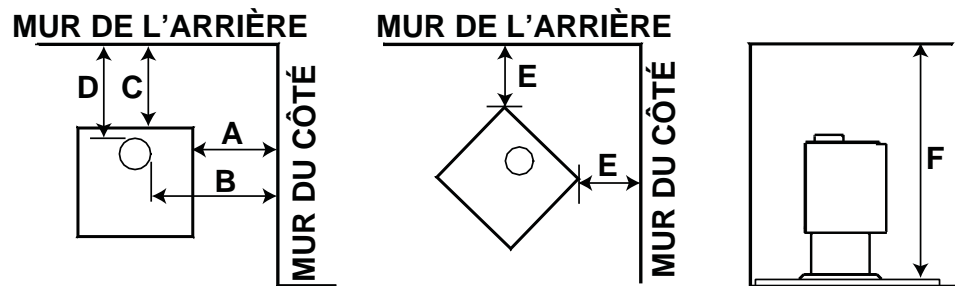 MUR DE L'ARRIÈRE
D C
A
B
MUR DU CÔTÉ
MUR DE L'ARRIÈRE
E
E
MUR DU CÔTÉ
F